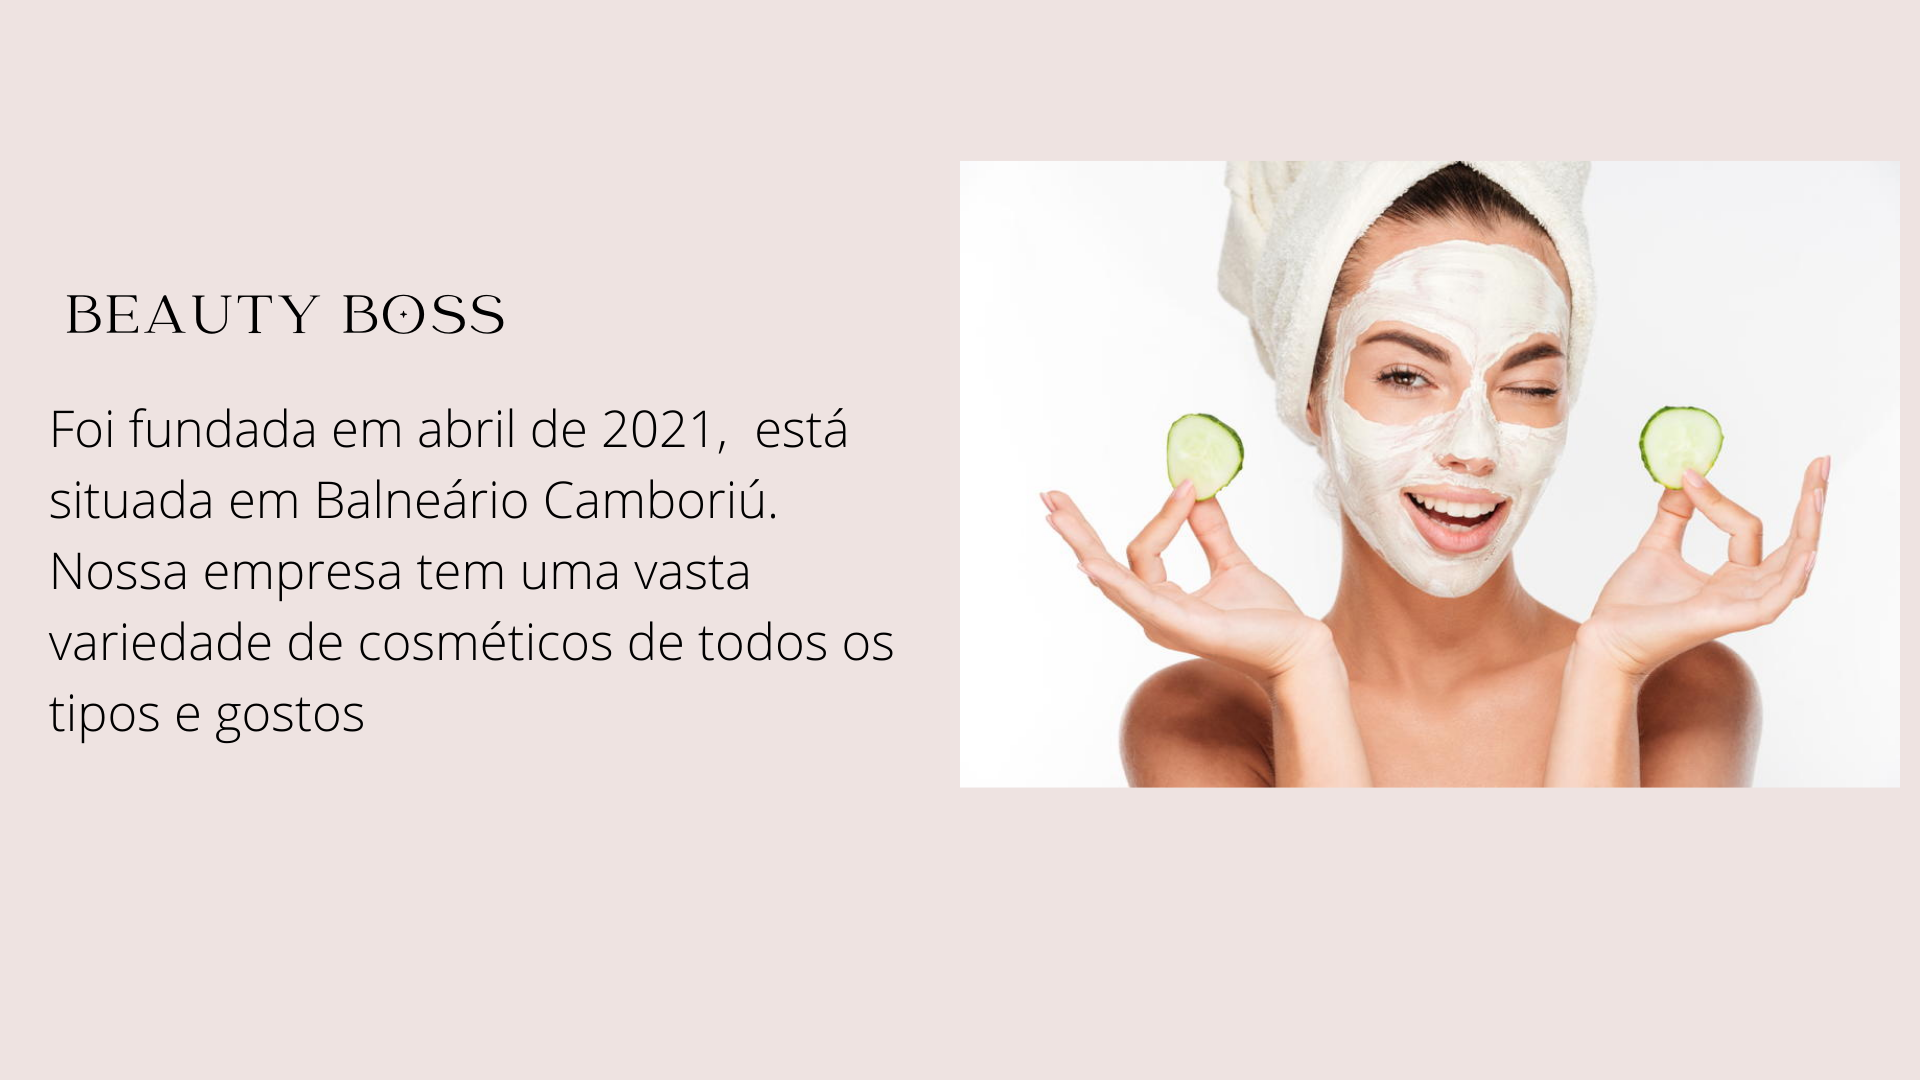 BEAUTY BOSS
Foi fundada em abril de 2021,  está
situada em Balneário Camboriú.
Nossa empresa tem uma vasta
variedade de cosméticos de todos os
tipos e gostos